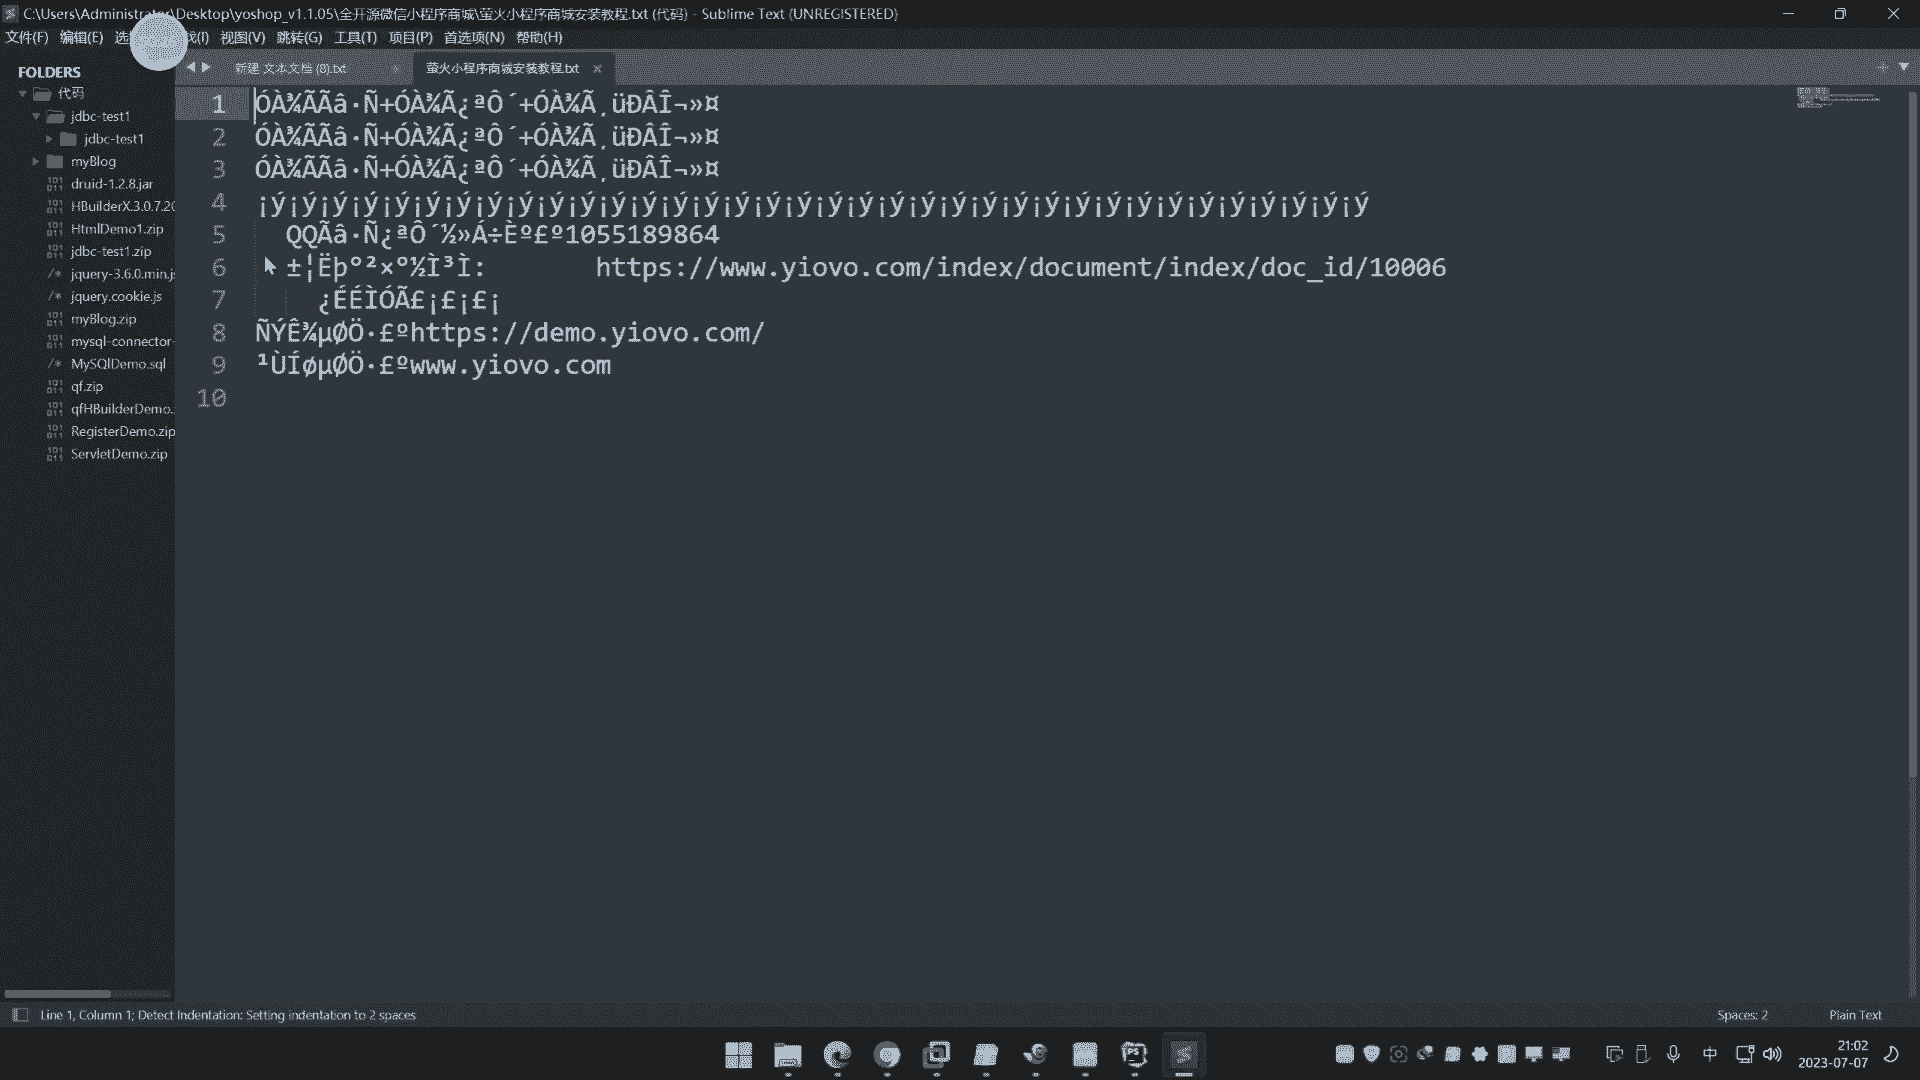 C:\Users\Administrator\Desktop\yoshop_v1.1.05\全开源微信小程序商城\萤火小程序商城安装教程.txt (代码) - Sublime Text (UNREGISTERED)
文件(F) 编辑(E) 视图(V) 跳转(G) 工具(T) 项目(P) 首选项(N) 帮助(H)
FOLDERS
代码
jdbc-test1
jdbc-test1
myBlog
druid-1.2.8.jar
HBuilderX.3.0.7.20
HtmlDemo1.zip
jdbc-test1.zip
jquery-3.6.0.min.js
jquery.cookie.js
myBlog.zip
mysql-connector-
MySQlDemo.sql
qf.zip
qfHBuilderDemo.
RegisterDemo.zip
ServletDemo.zip
新建 文本文档 (8).txt
萤火小程序商城安装教程.txt
1 ÓÀ¾ÃÃâ·Ñ+ÓÀ¾Ã¿ªÔ´+ÓÀ¾Ã¸üÐÂÎ¬»¤
2 ÓÀ¾ÃÃâ·Ñ+ÓÀ¾Ã¿ªÔ´+ÓÀ¾Ã¸üÐÂÎ¬»¤
3 ÓÀ¾ÃÃâ·Ñ+ÓÀ¾Ã¿ªÔ´+ÓÀ¾Ã¸üÐÂÎ¬»¤
4 ¡ý¡ý¡ý¡ý¡ý¡ý¡ý¡ý¡ý¡ý¡ý¡ý¡ý¡ý¡ý¡ý¡ý¡ý¡ý¡ý¡ý¡ý¡ý¡ý¡ý¡ý¡ý¡ý¡ý¡ý¡ý¡ý¡ý¡ý¡ý¡ý
5 QQÃâ·Ñ¿ªÔ´½»Á÷Èº£º1055189864
6 ±¦Ëþ°²×°½Ì³Ì: https://www.yiovo.com/index/document/index/doc_id/10006
7 ¿ÉÉÌÓÃ£¡£¡£¡
8 ÑÝÊ¾µØÖ·£ºhttps://demo.yiovo.com/
9 ¹ÙÍøµØÖ·£ºwww.yiovo.com
10
Line 1, Column 1; Detect Indentation: Setting indentation to 2 spaces
Spaces: 2
Plain Text
中
21:02
2023-07-07